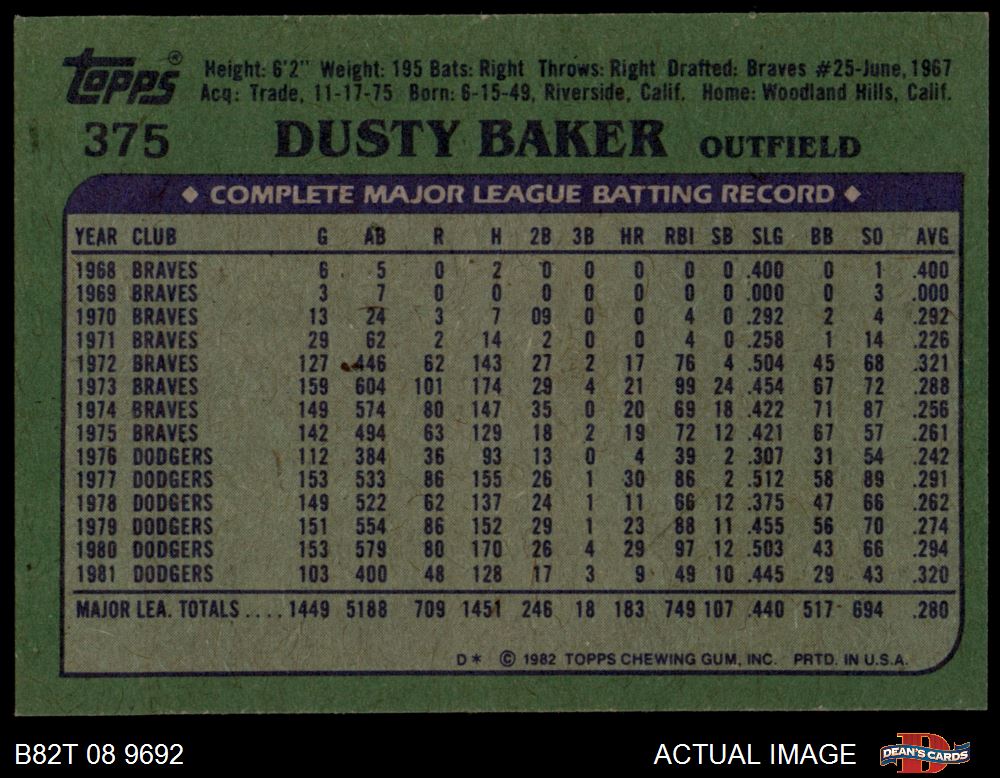 Topps® Height: 6'2" Weight: 195 Bats: Right Throws: Right Drafted: Braves #25-June, 1967
Acq: Trade, 11-17-75 Born: 6-15-49, Riverside, Calif. Home: Woodland Hills, Calif.
375 DUSTY BAKER OUTFIELD
◆ COMPLETE MAJOR LEAGUE BATTING RECORD ◆
YEAR CLUB G AB R H 2B 3B HR RBI SB SLG BB SO AVG
1968 BRAVES 6 5 0 2 0 0 0 0 0 .400 0 1 .400
1969 BRAVES 3 7 0 0 0 0 0 0 0 .000 0 3 .000
1970 BRAVES 13 24 3 7 09 0 0 4 0 .292 2 4 .292
1971 BRAVES 29 62 2 14 2 0 0 4 0 .258 1 14 .226
1972 BRAVES 127 446 62 143 27 2 17 76 4 .504 45 68 .321
1973 BRAVES 159 604 101 174 29 4 21 99 24 .454 67 72 .288
1974 BRAVES 149 574 80 147 35 0 20 69 18 .422 71 87 .256
1975 BRAVES 142 494 63 129 18 2 19 72 12 .421 67 57 .261
1976 DODGERS 112 384 36 93 13 0 4 39 2 .307 31 54 .242
1977 DODGERS 153 533 86 155 26 1 30 86 2 .512 58 89 .291
1978 DODGERS 149 522 62 137 24 1 11 66 12 .375 47 66 .262
1979 DODGERS 151 554 86 152 29 1 23 88 11 .455 56 70 .274
1980 DODGERS 153 579 80 170 26 4 29 97 12 .503 43 66 .294
1981 DODGERS 103 400 48 128 17 3 9 49 10 .445 29 43 .320
MAJOR LEA. TOTALS .... 1449 5188 709 1451 246 18 183 749 107 .440 517 694 .280
D* © 1982 TOPPS CHEWING GUM, INC. PRTD. IN U.S.A.
B82T 08 9692 ACTUAL IMAGE D DEAN'S CARDS